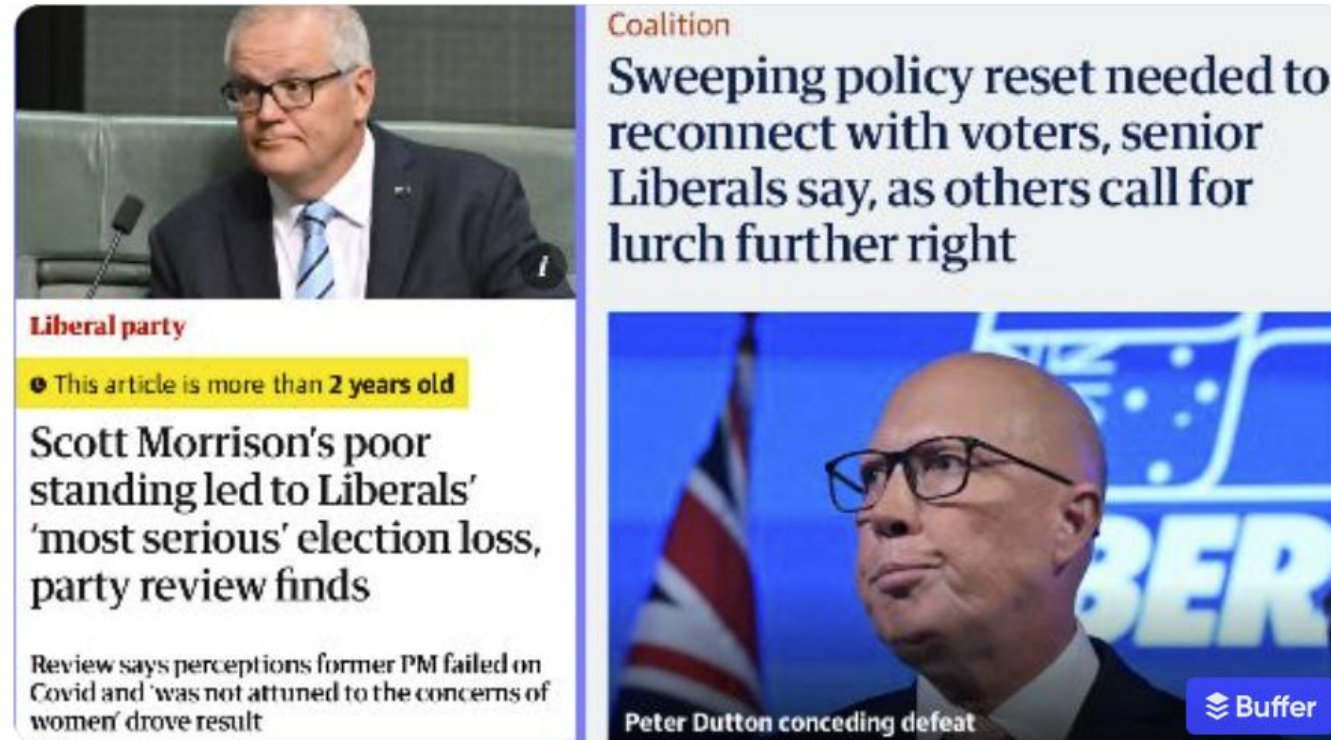 Liberal party
This article is more than 2 years old
Scott Morrison's poor
standing led to Liberals'
'most serious' election loss,
party review finds
Review says perceptions former PM failed on
Covid and 'was not attuned to the concerns of
women' drove result
Coalition
Sweeping policy reset needed to
reconnect with voters, senior
Liberals say, as others call for
lurch further right
BER
Peter Dutton conceding defeat
Buffer